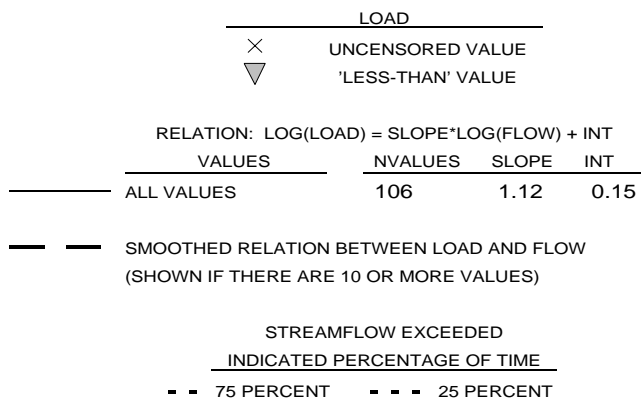 LOAD
UNCENSORED VALUE
'LESS-THAN' VALUE
RELATION: LOG(LOAD) = SLOPE*LOG(FLOW) + INT
VALUES NVALUES SLOPE INT
ALL VALUES 106 1.12 0.15
SMOOTHED RELATION BETWEEN LOAD AND FLOW
(SHOWN IF THERE ARE 10 OR MORE VALUES)
STREAMFLOW EXCEEDED
INDICATED PERCENTAGE OF TIME
75 PERCENT 25 PERCENT